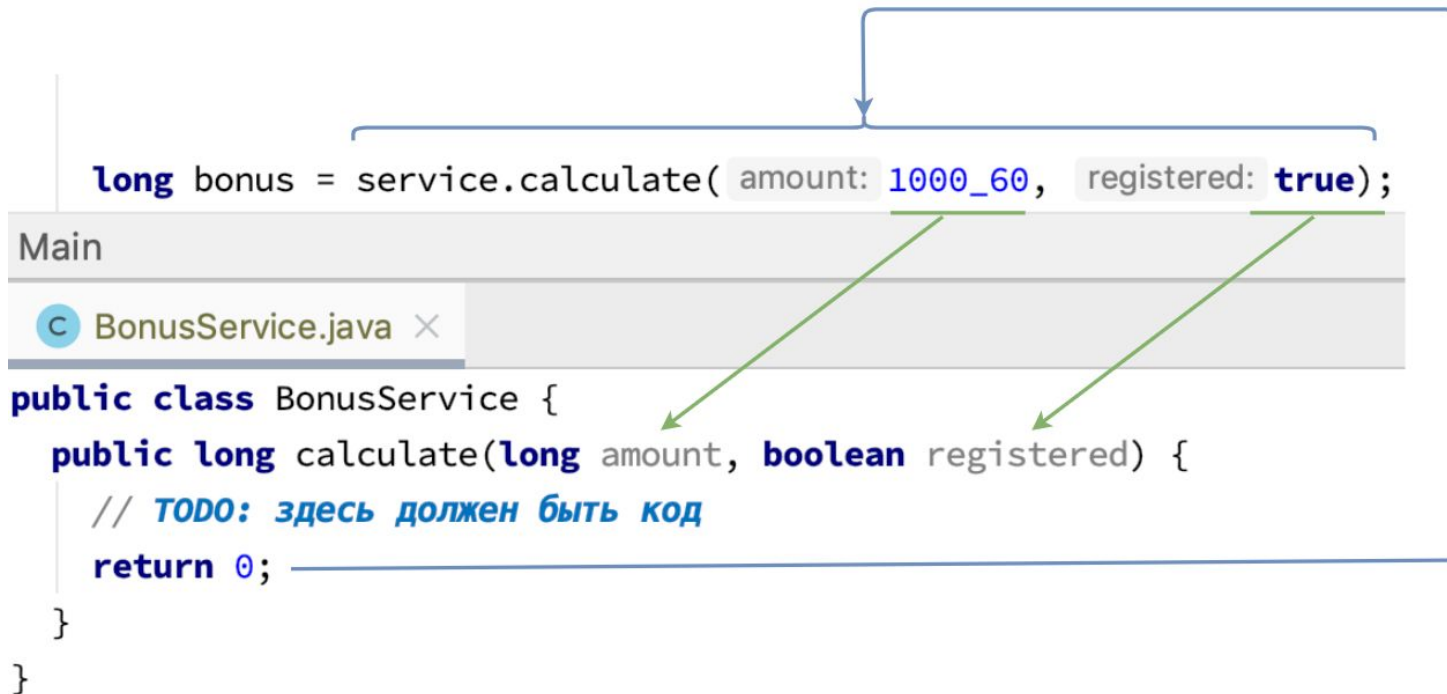 long bonus = service.calculate( amount: 1000_60, registered: true);
Main
C BonusService.java ×
public class BonusService {
public long calculate(long amount, boolean registered) {
// TODO: здесь должен быть код
return 0;
}
}